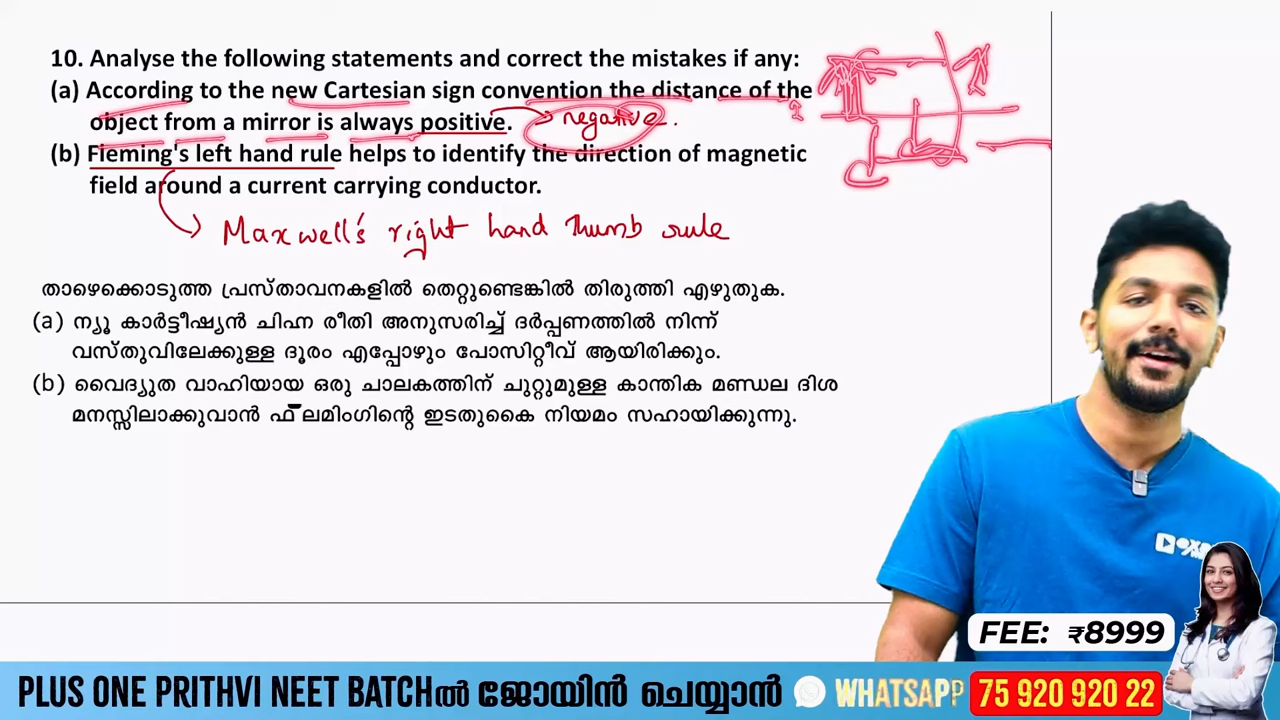 10. Analyse the following statements and correct the mistakes if any:
(a) According to the new Cartesian sign convention the distance of the
object from a mirror is always positive. negative.
(b) Fleming's left hand rule helps to identify the direction of magnetic
field around a current carrying conductor.
Maxwell's right hand thumb rule
താഴെക്കൊടുത്ത പ്രസ്താവനകളിൽ തെറ്റുണ്ടെങ്കിൽ തിരുത്തി എഴുതുക.
(a) ന്യൂ കാർട്ടീഷ്യൻ ചിഹ്ന രീതി അനുസരിച്ച് ദർപ്പണത്തിൽ നിന്ന്
വസ്തുവിലേക്കുള്ള ദൂരം എപ്പോഴും പോസിറ്റീവ് ആയിരിക്കും.
(b) വൈദ്യുത വാഹിയായ ഒരു ചാലകത്തിന് ചുറ്റുമുള്ള കാന്തിക മണ്ഡല ദിശ
മനസ്സിലാക്കുവാൻ ഫ്ലമിംഗിന്റെ ഇടതുകൈ നിയമം സഹായിക്കുന്നു.
FEE: ₹8999
PLUS ONE PRITHVI NEET BATCHൽ ജോയിൻ ചെയ്യാൻ WHATSAPP 75 920 920 22